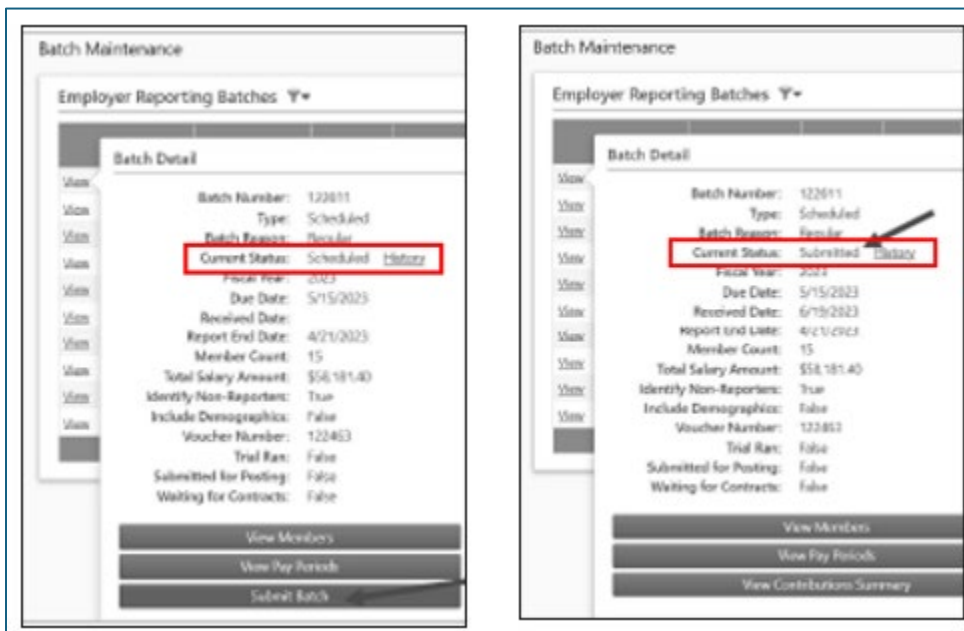 Batch Maintenance
Employer Reporting Batches
Batch Detail
View
View
View
View
View
View
View
View
View
Batch Number: 122611
Type: Scheduled
Batch Reason: Regular
Current Status: Scheduled History
Fiscal Year: 2023
Due Date: 5/15/2023
Received Date:
Report End Date: 4/21/2023
Member Count: 15
Total Salary Amount: $58,181.40
Identify Non-Reporters: True
Include Demographics: False
Voucher Number: 122463
Trial Ran: False
Submitted for Posting: False
Waiting for Contracts: False
View Members
View Pay Periods
Submit Batch
Batch Maintenance
Employer Reporting Batches
Batch Detail
View
View
View
View
View
View
View
View
View
Batch Number: 122611
Type: Scheduled
Batch Reason: Regular
Current Status: Submitted History
Fiscal Year: 2023
Due Date: 5/15/2023
Received Date: 6/19/2023
Report End Date: 4/21/2023
Member Count: 15
Total Salary Amount: $58,181.40
Identify Non-Reporters: True
Include Demographics: False
Voucher Number: 122463
Trial Ran: False
Submitted for Posting: False
Waiting for Contracts: False
View Members
View Pay Periods
View Contributions Summary